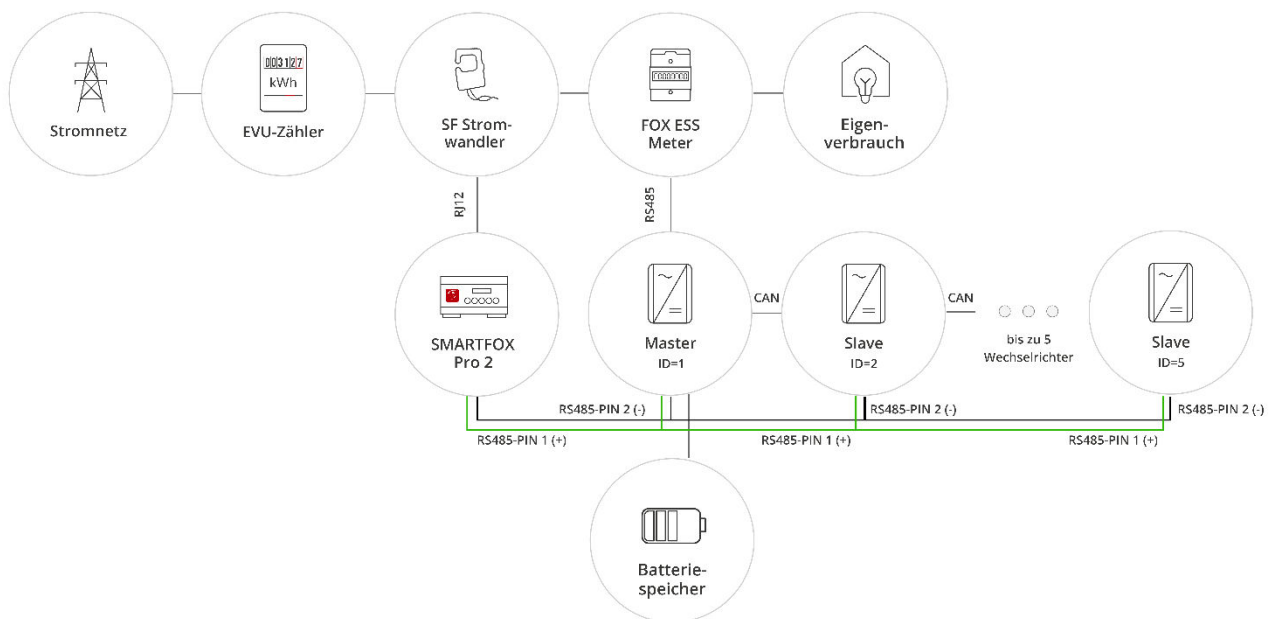 003127
kWh
Stromnetz
EVU-Zähler
SF Strom-
wandler
FOX ESS
Meter
Eigen-
verbrauch
RJ12
RS485
SMARTFOX
Pro 2
Master
ID=1
CAN
Slave
ID=2
CAN
bis zu 5
Wechselrichter
Slave
ID=5
RS485-PIN 2 (-)
RS485-PIN 2 (-)
RS485-PIN 2 (-)
RS485-PIN 1 (+)
RS485-PIN 1 (+)
RS485-PIN 1 (+)
Batterie-
speicher